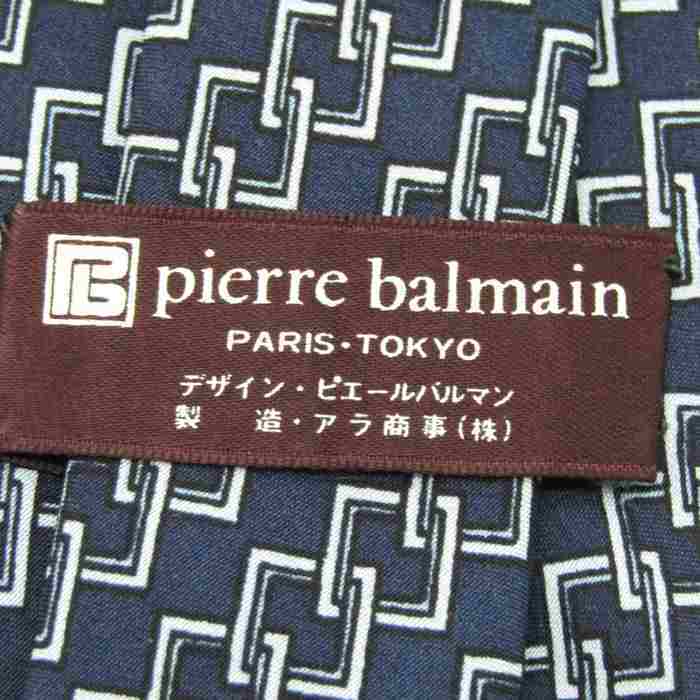 PB pierre balmain
PARIS・TOKYO
デザイン・ピエールバルマン
製 造・アラ商事(株)